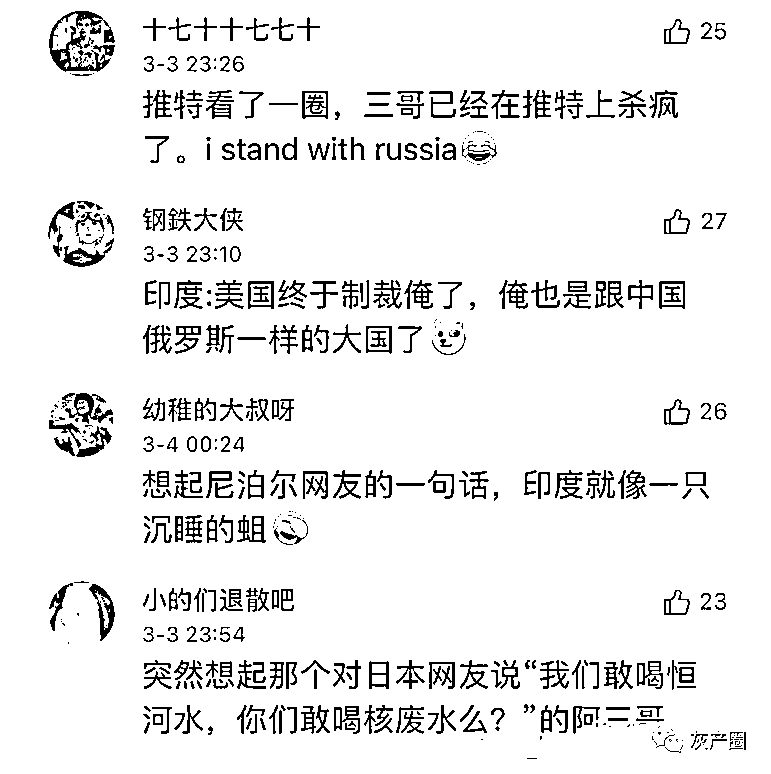 十七十十七七十
25
3-3 23:26
推特看了一圈，三哥已经在推特上杀疯
了。i stand with russia
钢鉄大侠
27
3-3 23:10
印度:美国终于制裁俺了，俺也是跟中国
俄罗斯一样的大国了
幼稚的大叔呀
26
3-4 00:24
想起尼泊尔网友的一句话，印度就像一只
沉睡的蛆
小的们退散吧
23
3-3 23:54
突然想起那个对日本网友说“我们敢喝恒
河水，你们敢喝核废水么？”的阿三哥
灰产圈